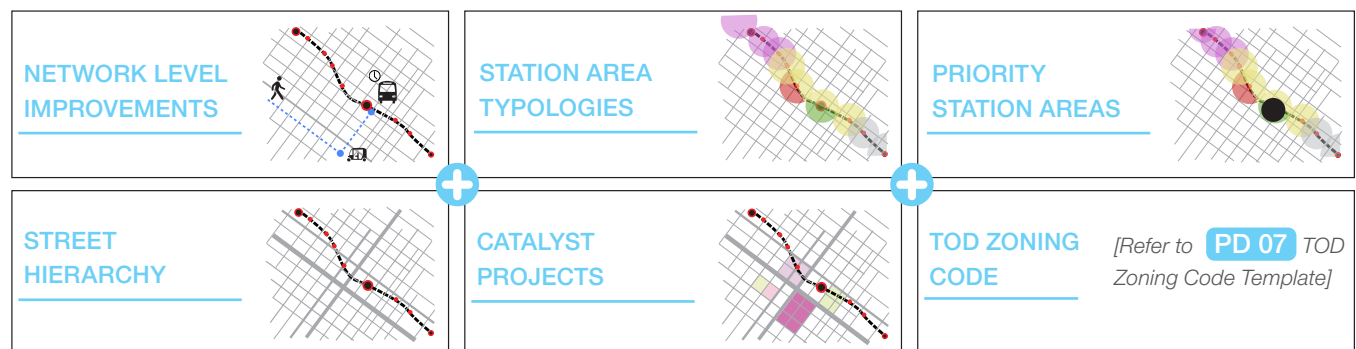 NETWORK LEVEL
IMPROVEMENTS
STATION AREA
TYPOLOGIES
PRIORITY
STATION AREAS
STREET
HIERARCHY
CATALYST
PROJECTS
TOD ZONING
CODE
[Refer to PD 07 TOD
Zoning Code Template]